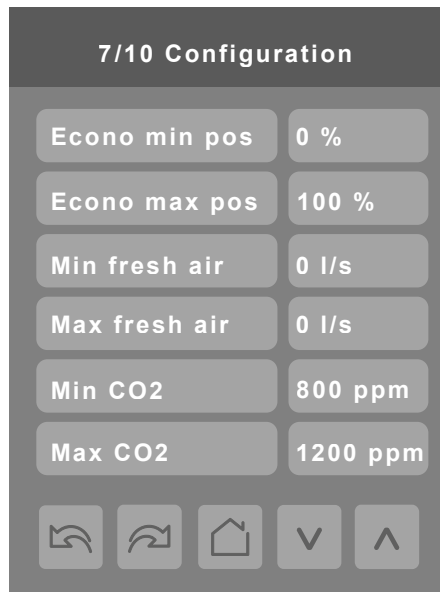 7/10 Configuration
Econo min pos 0 %
Econo max pos 100 %
Min fresh air 0 l/s
Max fresh air 0 l/s
Min CO2 800 ppm
Max CO2 1200 ppm